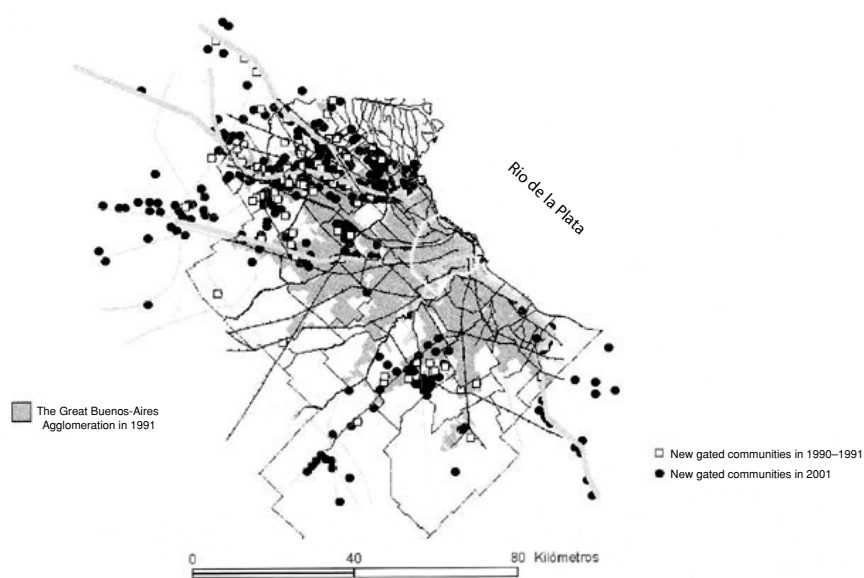 Rio de la Plata
The Great Buenos-Aires
Agglomeration in 1991
New gated communities in 1990–1991
New gated communities in 2001
0 40 80 Kilómetros